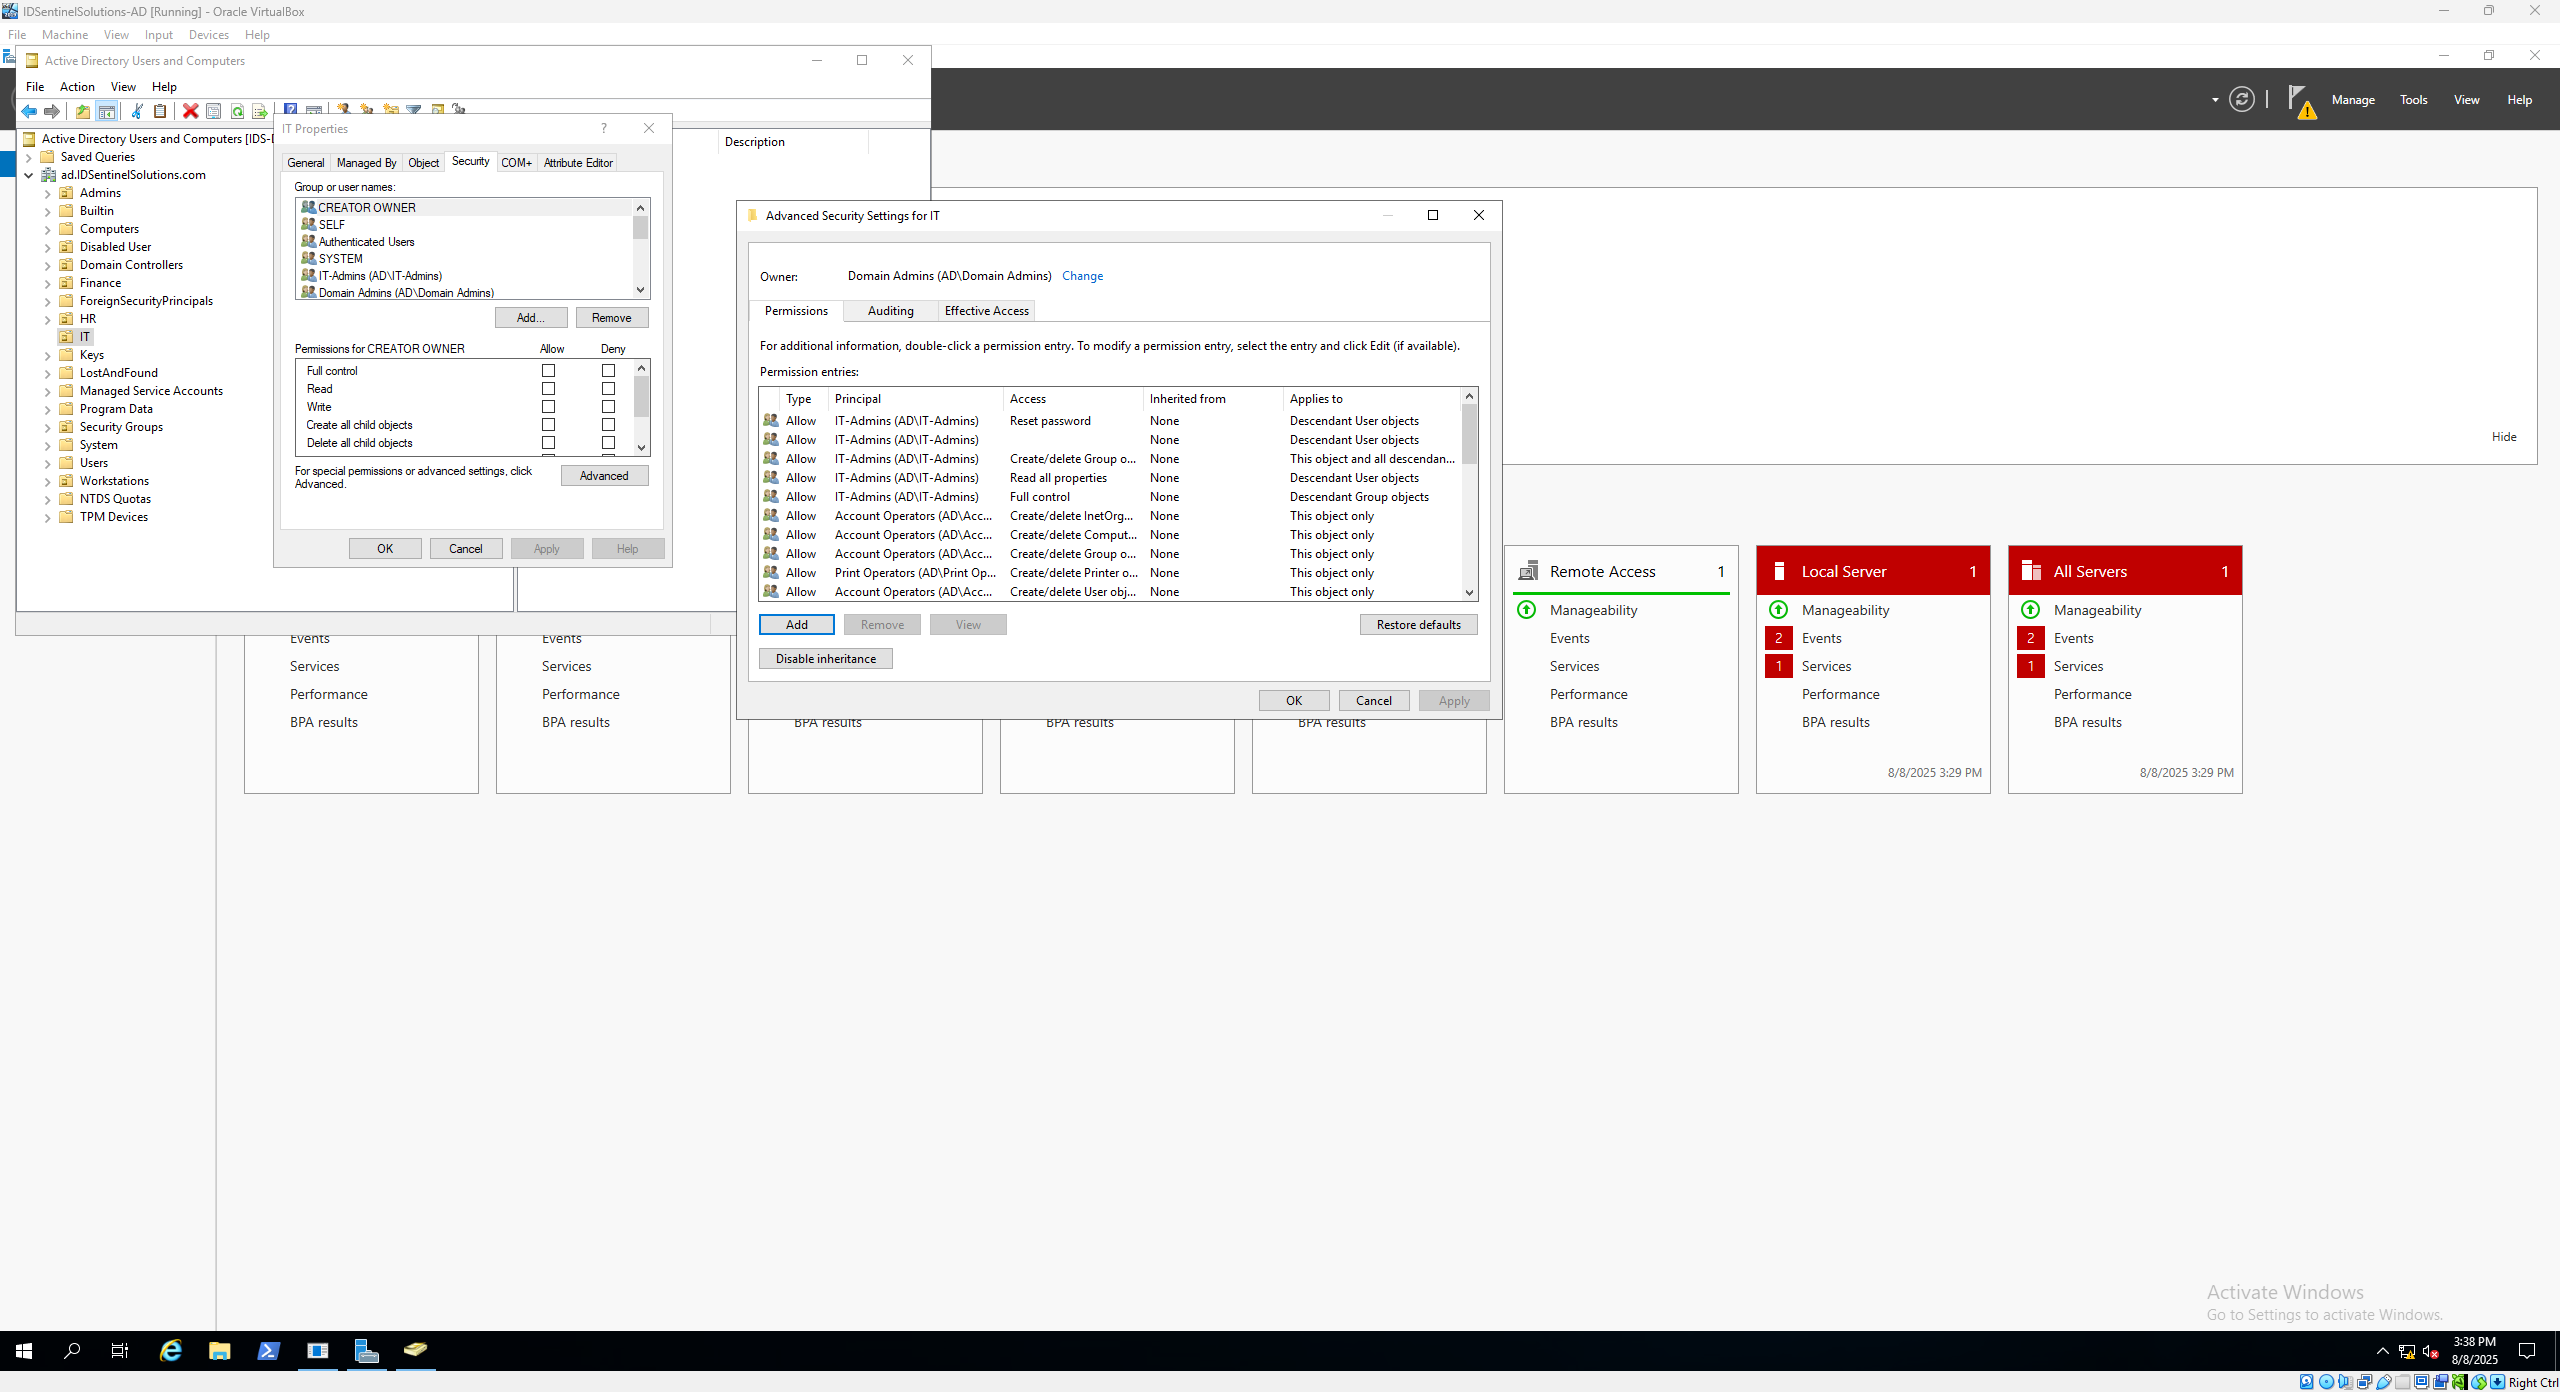 IDSentinelSolutions-AD [Running] - Oracle VirtualBox
File Machine View Input Devices Help
Active Directory Users and Computers
File Action View Help
Manage Tools View Help
Active Directory Users and Computers [IDS-
Saved Queries
ad.IDSentinelSolutions.com
Admins
Builtin
Computers
Disabled User
Domain Controllers
Finance
ForeignSecurityPrincipals
HR
IT
Keys
LostAndFound
Managed Service Accounts
Program Data
Security Groups
System
Users
Workstations
NTDS Quotas
TPM Devices
Description
IT Properties
General Managed By Object Security COM+ Attribute Editor
Group or user names:
CREATOR OWNER
SELF
Authenticated Users
SYSTEM
IT-Admins (AD\IT-Admins)
Domain Admins (AD\Domain Admins)
Add... Remove
Permissions for CREATOR OWNER Allow Deny
Full control
Read
Write
Create all child objects
Delete all child objects
For special permissions or advanced settings, click
Advanced.
Advanced
OK Cancel Apply Help
Advanced Security Settings for IT
Owner: Domain Admins (AD\Domain Admins) Change
Permissions Auditing Effective Access
For additional information, double-click a permission entry. To modify a permission entry, select the entry and click Edit (if available).
Permission entries:
Type Principal Access Inherited from Applies to
Allow IT-Admins (AD\IT-Admins) Reset password None Descendant User objects
Allow IT-Admins (AD\IT-Admins) None Descendant User objects
Allow IT-Admins (AD\IT-Admins) Create/delete Group o... None This object and all descendan...
Allow IT-Admins (AD\IT-Admins) Read all properties None Descendant User objects
Allow IT-Admins (AD\IT-Admins) Full control None Descendant Group objects
Allow Account Operators (AD\Acc... Create/delete InetOrg... None This object only
Allow Account Operators (AD\Acc... Create/delete Comput... None This object only
Allow Account Operators (AD\Acc... Create/delete Group o... None This object only
Allow Print Operators (AD\Print Op... Create/delete Printer o... None This object only
Allow Account Operators (AD\Acc... Create/delete User obj... None This object only
Add Remove View Restore defaults
Disable inheritance
OK Cancel Apply
Hide
Events
Services
Performance
BPA results
Events
Services
Performance
BPA results
BPA results
BPA results
BPA results
Remote Access 1
Manageability
Events
Services
Performance
BPA results
Local Server 1
Manageability
2 Events
1 Services
Performance
BPA results
8/8/2025 3:29 PM
All Servers 1
Manageability
2 Events
1 Services
Performance
BPA results
8/8/2025 3:29 PM
Activate Windows
Go to Settings to activate Windows.
3:38 PM
8/8/2025
Right Ctrl